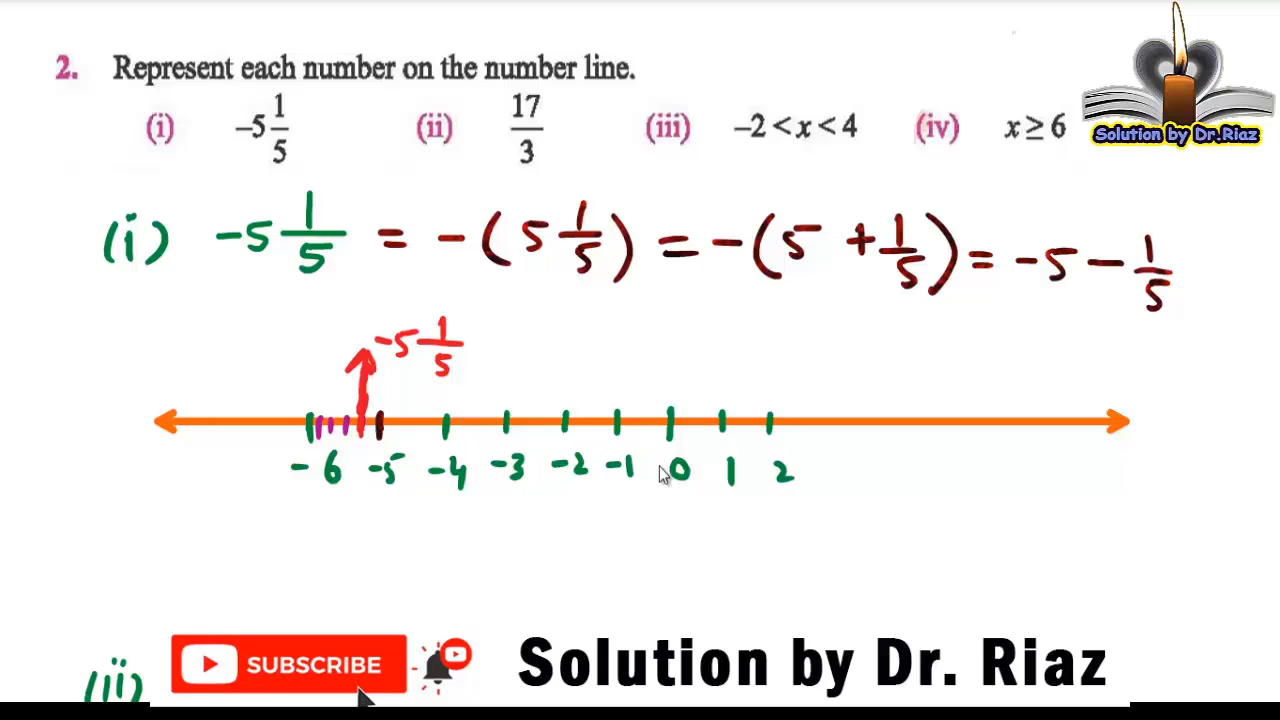 2. Represent each number on the number line.
(i) –5 1/5 (ii) 17/3 (iii) –2 < x < 4 (iv) x ≥ 6
Solution by Dr.Riaz
(i) -5 1/5 = -(5 1/5) = -(5 + 1/5) = -5 - 1/5
-5 1/5
-6 -5 -4 -3 -2 -1 0 1 2
(ii) SUBSCRIBE Solution by Dr. Riaz